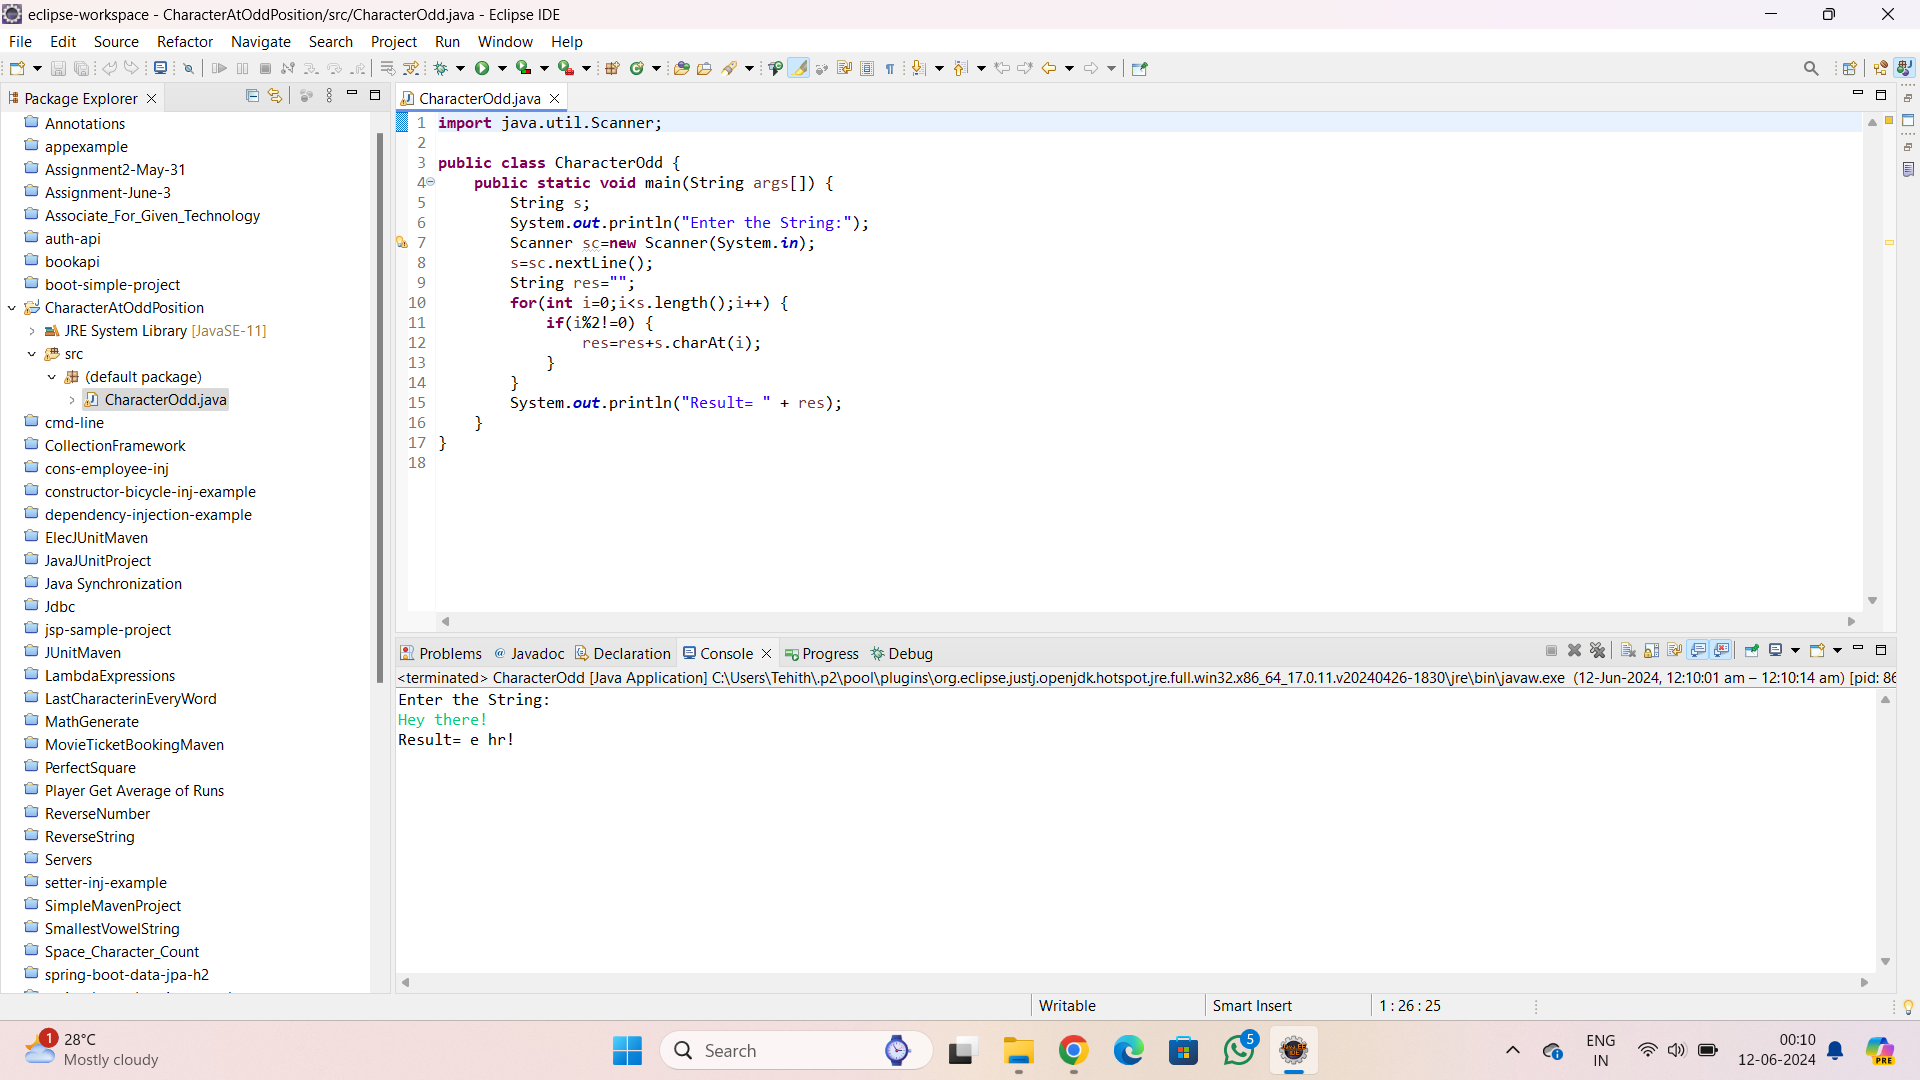 eclipse-workspace - CharacterAtOddPosition/src/CharacterOdd.java - Eclipse IDE
File Edit Source Refactor Navigate Search Project Run Window Help
Package Explorer
Annotations
appexample
Assignment2-May-31
Assignment-June-3
Associate_For_Given_Technology
auth-api
bookapi
boot-simple-project
CharacterAtOddPosition
JRE System Library [JavaSE-11]
src
(default package)
CharacterOdd.java
cmd-line
CollectionFramework
cons-employee-inj
constructor-bicycle-inj-example
dependency-injection-example
ElecJUnitMaven
JavaJUnitProject
Java Synchronization
Jdbc
jsp-sample-project
JUnitMaven
LambdaExpressions
LastCharacterinEveryWord
MathGenerate
MovieTicketBookingMaven
PerfectSquare
Player Get Average of Runs
ReverseNumber
ReverseString
Servers
setter-inj-example
SimpleMavenProject
SmallestVowelString
Space_Character_Count
spring-boot-data-jpa-h2
CharacterOdd.java
1 import java.util.Scanner;
2
3 public class CharacterOdd {
4 public static void main(String args[]) {
5 String s;
6 System.out.println("Enter the String:");
7 Scanner sc=new Scanner(System.in);
8 s=sc.nextLine();
9 String res="";
10 for(int i=0;i<s.length();i++) {
11 if(i%2!=0) {
12 res=res+s.charAt(i);
13 }
14 }
15 System.out.println("Result= " + res);
16 }
17 }
18
Problems Javadoc Declaration Console Progress Debug
<terminated> CharacterOdd [Java Application] C:\Users\Tehith\.p2\pool\plugins\org.eclipse.justj.openjdk.hotspot.jre.full.win32.x86_64_17.0.11.v20240426-1830\jre\bin\javaw.exe (12-Jun-2024, 12:10:01 am – 12:10:14 am) [pid: 86
Enter the String:
Hey there!
Result= e hr!
Writable Smart Insert 1 : 26 : 25
1
28°C
Mostly cloudy
Search
5
ENG
IN
00:10
12-06-2024
PRE